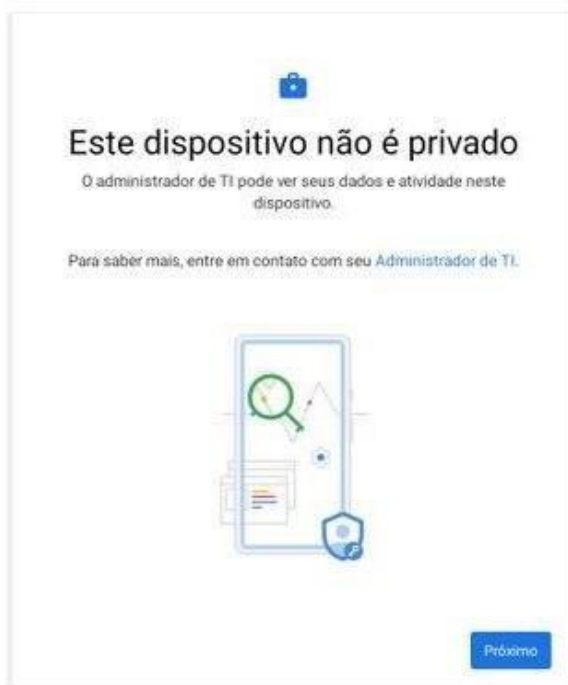 Este dispositivo não é privado
O administrador de TI pode ver seus dados e atividade neste
dispositivo.
Para saber mais, entre em contato com seu Administrador de TI.
Próximo